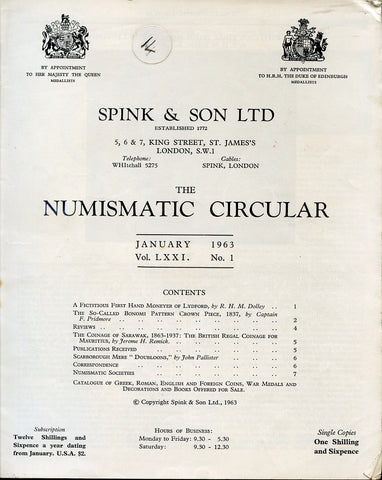 14
BY APPOINTMENT
TO HER MAJESTY THE QUEEN
MEDALLISTS
BY APPOINTMENT
TO H.R.H. THE DUKE OF EDINBURGH
MEDALLISTS
SPINK & SON LTD
ESTABLISHED 1772
5, 6 & 7, KING STREET, ST. JAMES'S
LONDON, S.W.1
Telephone: Cables:
WHItehall 5275 SPINK, LONDON
THE
NUMISMATIC CIRCULAR
JANUARY 1963
Vol. LXXI. No. 1
CONTENTS
A Fictitious First Hand Moneyer of Lydford, by R. H. M. Dolley .. 1
The So-Called Bonomi Pattern Crown Piece, 1837, by Captain
F. Pridmore .. .. .. .. .. .. .. .. 2
Reviews .. .. .. .. .. .. .. .. .. 4
The Coinage of Sarawak, 1863-1937: The British Regal Coinage for
Mauritius, by Jerome H. Remick. .. .. .. .. .. 5
Publications Received .. .. .. .. .. .. .. 5
Scarborough Mere "Doubloons," by John Pallister .. .. .. 6
Correspondence .. .. .. .. .. .. .. .. 6
Numismatic Societies .. .. .. .. .. .. .. 7
Catalogue of Greek, Roman, English and Foreign Coins, War Medals and
Decorations and Books Offered for Sale.
© Copyright Spink & Son Ltd., 1963
Subscription
Twelve Shillings and
Sixpence a year dating
from January. U.S.A. $2.
Hours of Business:
Monday to Friday: 9.30 - 5.30
Saturday: 9.30 - 12.30
Single Copies
One Shilling
and Sixpence